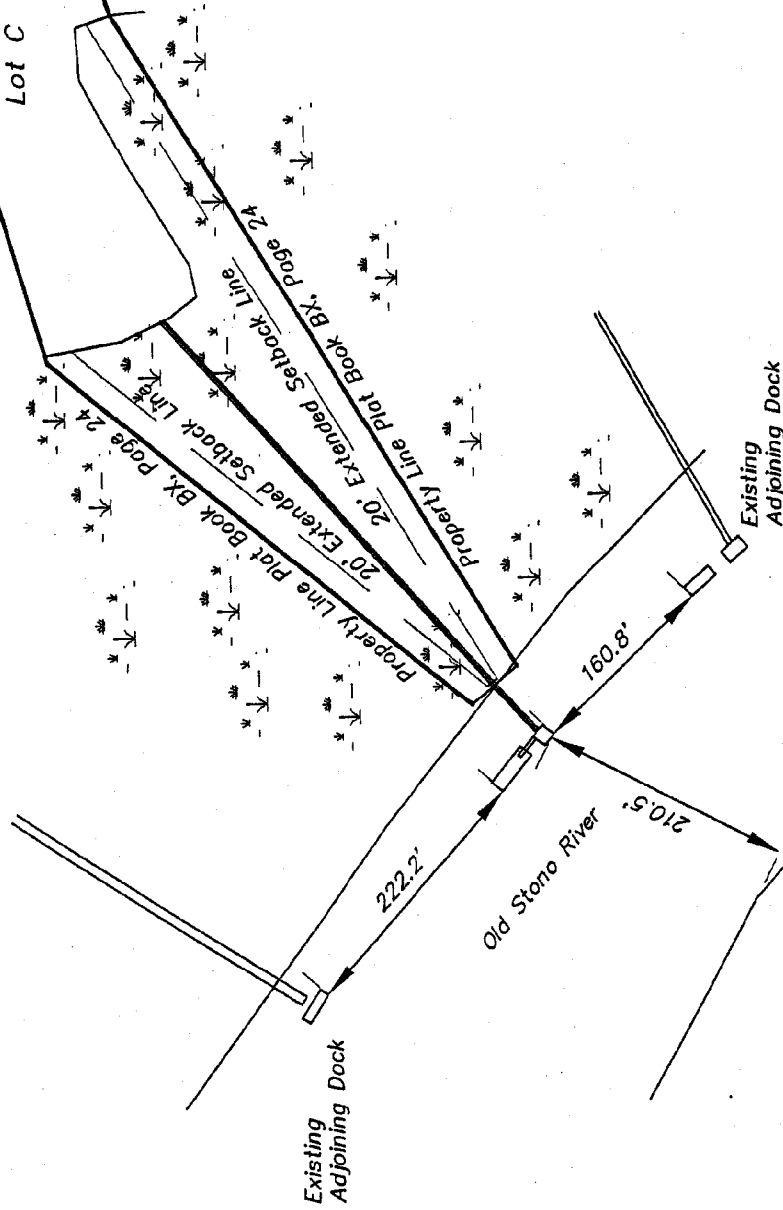 Lot C
Property Line Plat Book BX, Page 24
20' Extended Setback Line
20' Extended Setback Line
Property Line Plat Book BX, Page 24
Existing
Adjoining Dock
160.8'
222.2'
210.5'
Old Stono River
Existing
Adjoining Dock